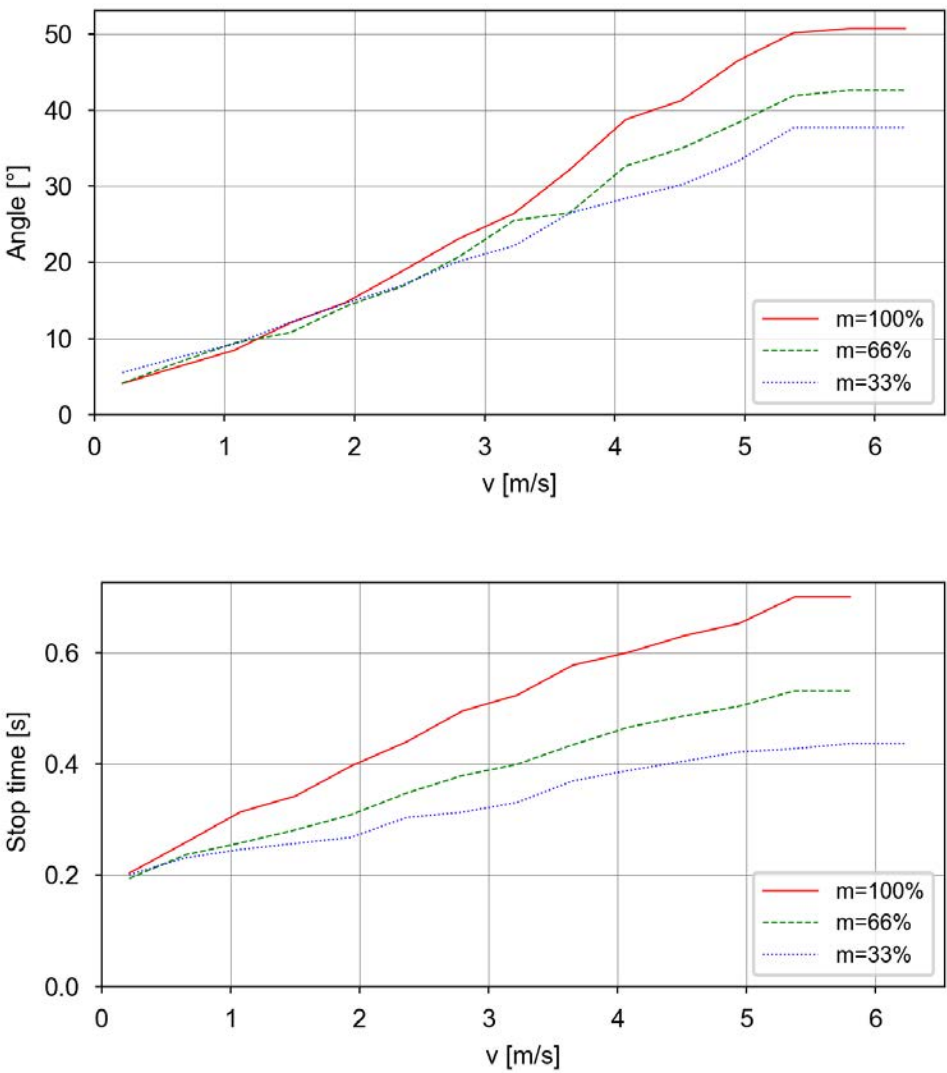 50
40
30
20
10
0
Angle [°]
m=100%
m=66%
m=33%
0 1 2 3 4 5 6
v [m/s]
0.6
0.4
0.2
0.0
Stop time [s]
m=100%
m=66%
m=33%
0 1 2 3 4 5 6
v [m/s]